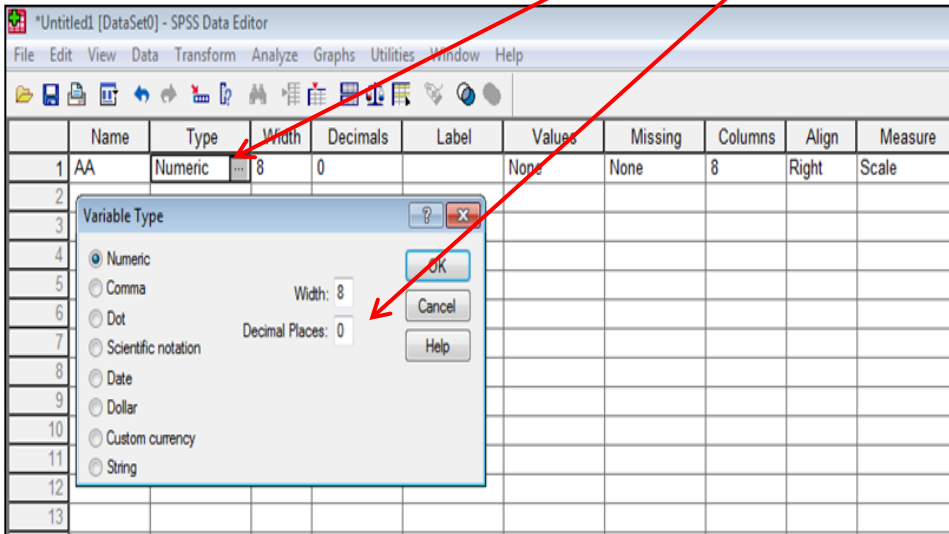 *Untitled1 [DataSet0] - SPSS Data Editor
File Edit View Data Transform Analyze Graphs Utilities Window Help
Name Type Width Decimals Label Values Missing Columns Align Measure
1 AA Numeric ... 8 0 None None 8 Right Scale
2
3
4
5
6
7
8
9
10
11
12
13
Variable Type
Numeric
Comma
Dot
Scientific notation
Date
Dollar
Custom currency
String
Width: 8
Decimal Places: 0
OK
Cancel
Help